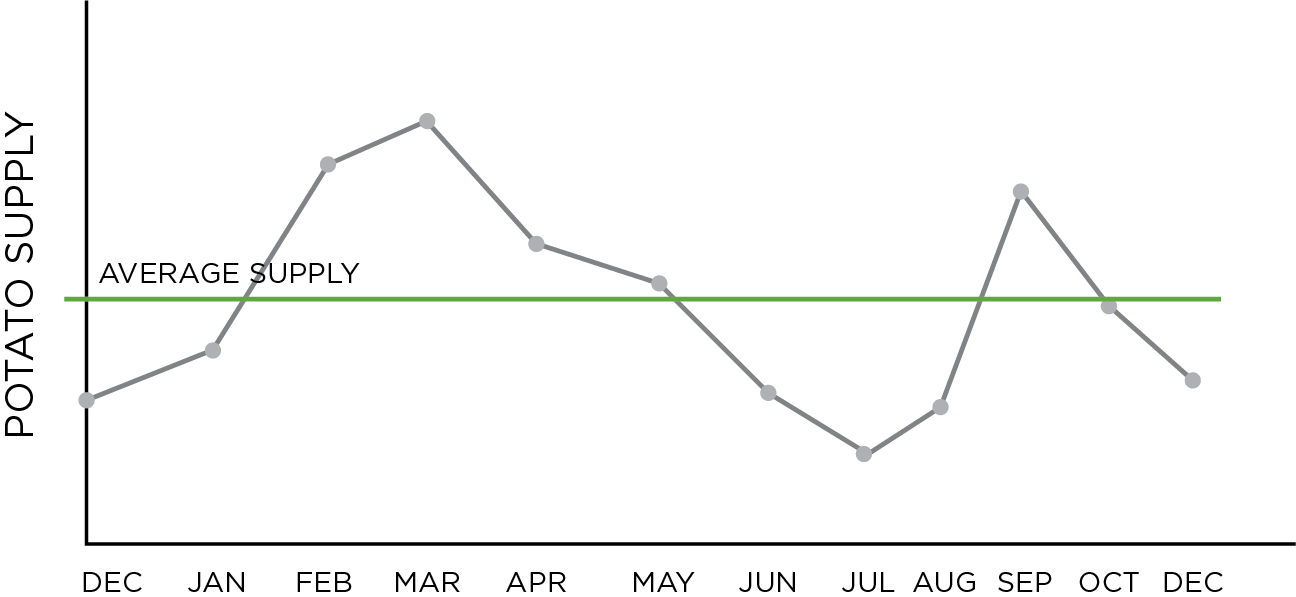 POTATO SUPPLY
AVERAGE SUPPLY
DEC JAN FEB MAR APR MAY JUN JUL AUG SEP OCT DEC